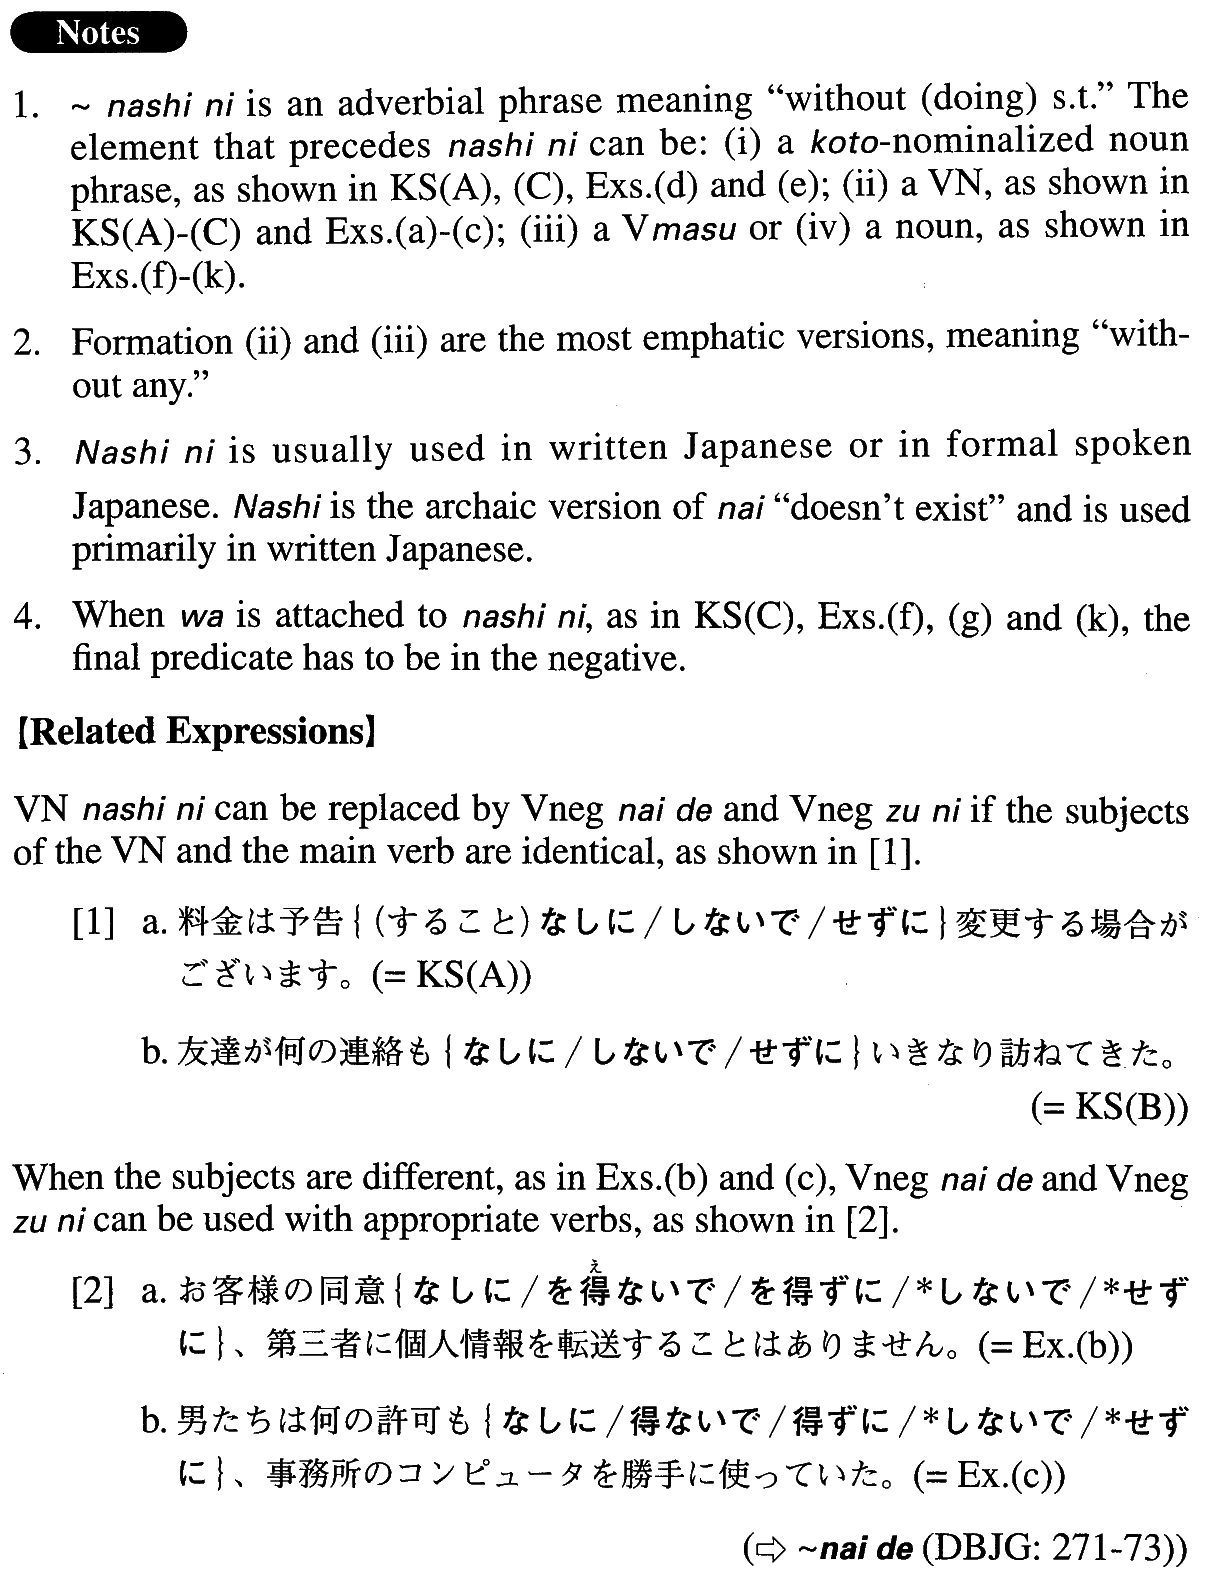 Notes
1. ~ nashi ni is an adverbial phrase meaning “without (doing) s.t.” The
element that precedes nashi ni can be: (i) a koto-nominalized noun
phrase, as shown in KS(A), (C), Exs.(d) and (e); (ii) a VN, as shown in
KS(A)-(C) and Exs.(a)-(c); (iii) a Vmasu or (iv) a noun, as shown in
Exs.(f)-(k).
2. Formation (ii) and (iii) are the most emphatic versions, meaning “with-
out any.”
3. Nashi ni is usually used in written Japanese or in formal spoken
Japanese. Nashi is the archaic version of nai “doesn’t exist” and is used
primarily in written Japanese.
4. When wa is attached to nashi ni, as in KS(C), Exs.(f), (g) and (k), the
final predicate has to be in the negative.
【Related Expressions】
VN nashi ni can be replaced by Vneg nai de and Vneg zu ni if the subjects
of the VN and the main verb are identical, as shown in [1].
[1] a. 料金は予告{(すること)なしに/しないで/せずに}変更する場合が
ございます。(= KS(A))
b. 友達が何の連絡も{なしに/しないで/せずに}いきなり訪ねてきた。
(= KS(B))
When the subjects are different, as in Exs.(b) and (c), Vneg nai de and Vneg
zu ni can be used with appropriate verbs, as shown in [2].
え
[2] a. お客様の同意{なしに/を得ないで/を得ずに/*しないで/*せず
に}、第三者に個人情報を転送することはありません。(= Ex.(b))
b. 男たちは何の許可も{なしに/得ないで/得ずに/*しないで/*せず
に}、事務所のコンピュータを勝手に使っていた。(= Ex.(c))
(⇨ ~nai de (DBJG: 271-73))